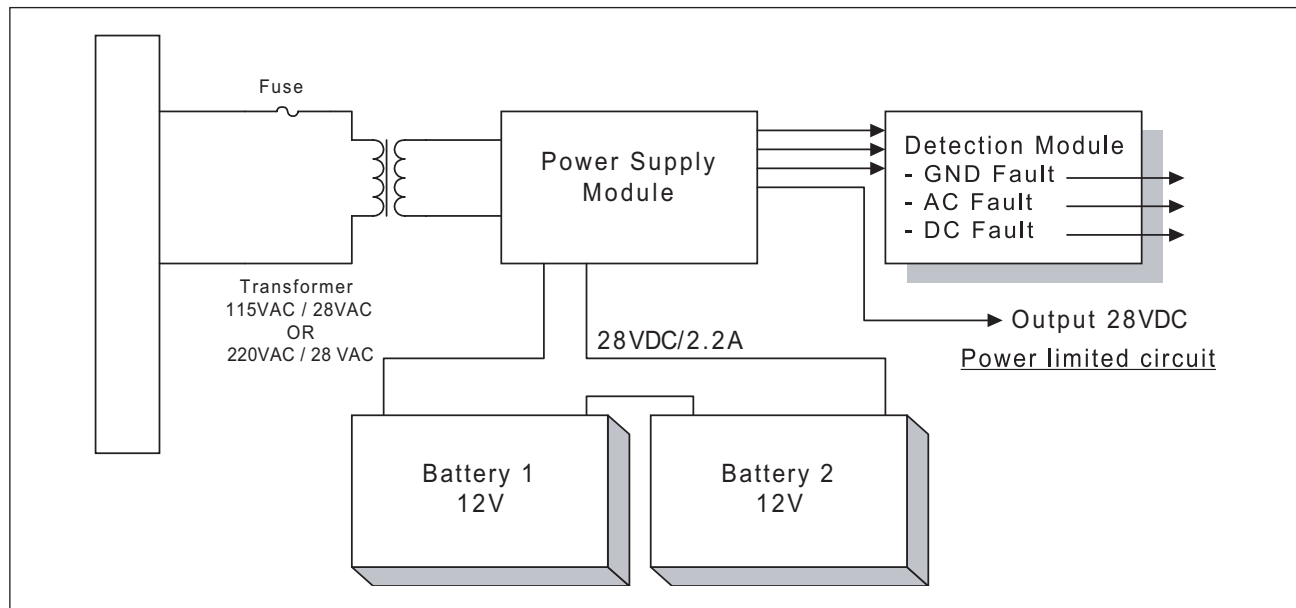 Fuse
Transformer
115VAC / 28VAC
OR
220VAC / 28 VAC
Power Supply
Module
28VDC/2.2A
Detection Module
- GND Fault
- AC Fault
- DC Fault
Output 28VDC
Power limited circuit
Battery 1
12V
Battery 2
12V